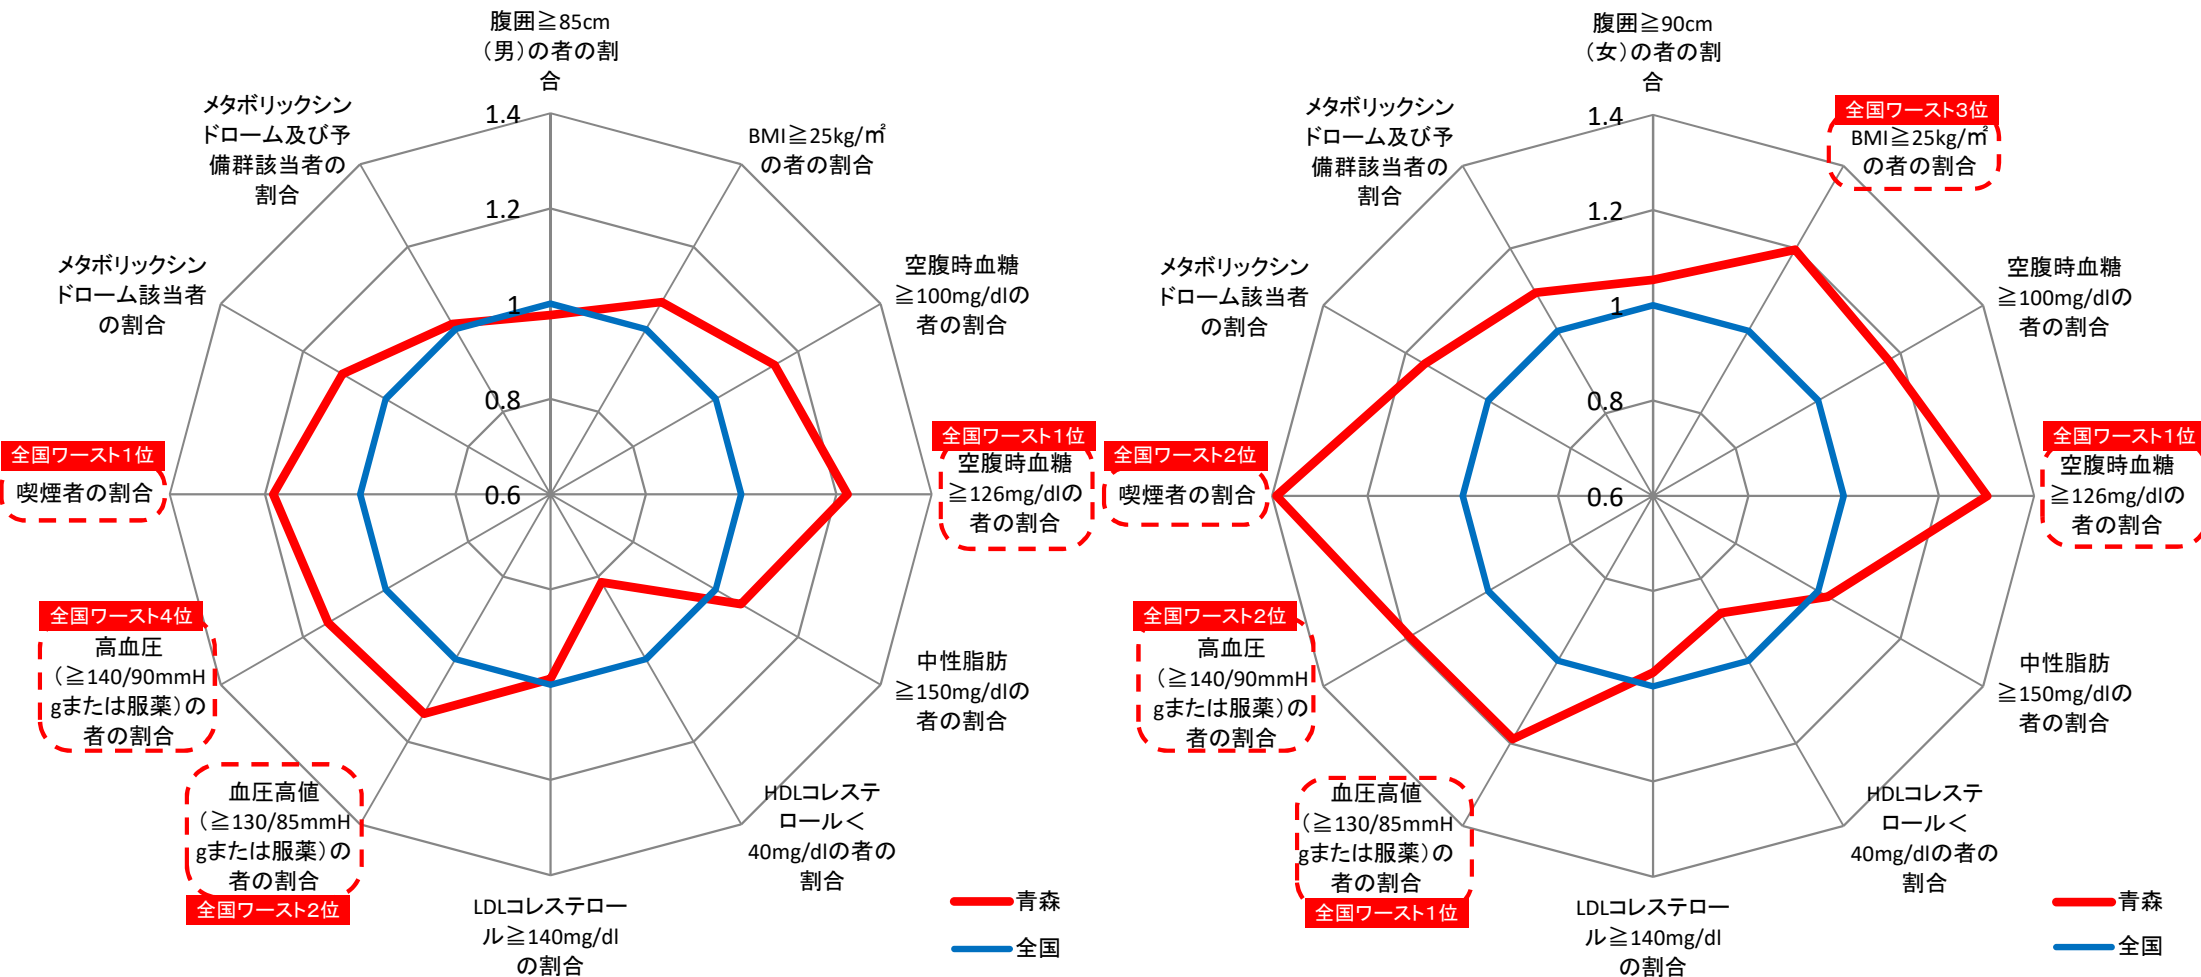 腹囲≧85cm
（男）の者の割
合
BMI≧25kg/㎡
の者の割合
空腹時血糖
≧100mg/dlの
者の割合
全国ワースト1位
空腹時血糖
≧126mg/dlの
者の割合
中性脂肪
≧150mg/dlの
者の割合
HDLコレステ
ロール＜
40mg/dlの者の
割合
LDLコレステロー
ル≧140mg/dl
の割合
血圧高値
（≧130/85mmH
gまたは服薬）の
者の割合
全国ワースト2位
全国ワースト4位
高血圧
（≧140/90mmH
gまたは服薬）の
者の割合
全国ワースト1位
喫煙者の割合
メタボリックシン
ドローム該当者
の割合
メタボリックシン
ドローム及び予
備群該当者の
割合
1.4
1.2
1
0.8
0.6
青森
全国
腹囲≧90cm
（女）の者の割
合
全国ワースト3位
BMI≧25kg/㎡
の者の割合
空腹時血糖
≧100mg/dlの
者の割合
全国ワースト1位
空腹時血糖
≧126mg/dlの
者の割合
中性脂肪
≧150mg/dlの
者の割合
HDLコレステ
ロール＜
40mg/dlの者の
割合
LDLコレステロー
ル≧140mg/dl
の割合
血圧高値
（≧130/85mmH
gまたは服薬）の
者の割合
全国ワースト1位
全国ワースト2位
高血圧
（≧140/90mmH
gまたは服薬）の
者の割合
全国ワースト2位
喫煙者の割合
メタボリックシン
ドローム該当者
の割合
メタボリックシン
ドローム及び予
備群該当者の
割合
1.4
1.2
1
0.8
0.6
青森
全国